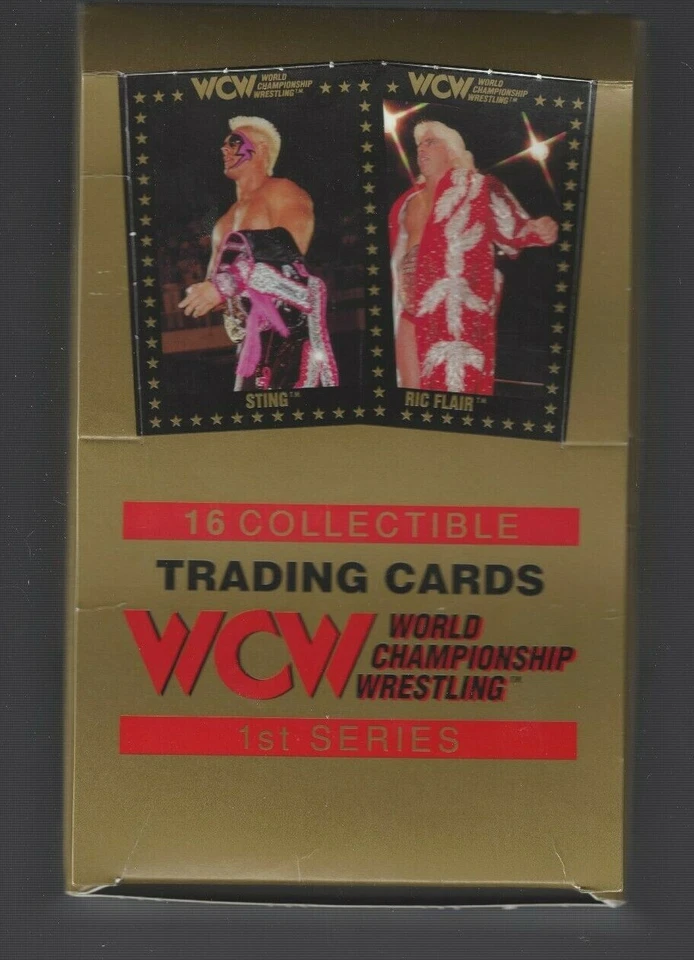 WCW WORLD
CHAMPIONSHIP
WRESTLING™
WCW WORLD
CHAMPIONSHIP
WRESTLING™
STING™
RIC FLAIR™
16 COLLECTIBLE
TRADING CARDS
WCW WORLD
CHAMPIONSHIP
WRESTLING™
1st SERIES